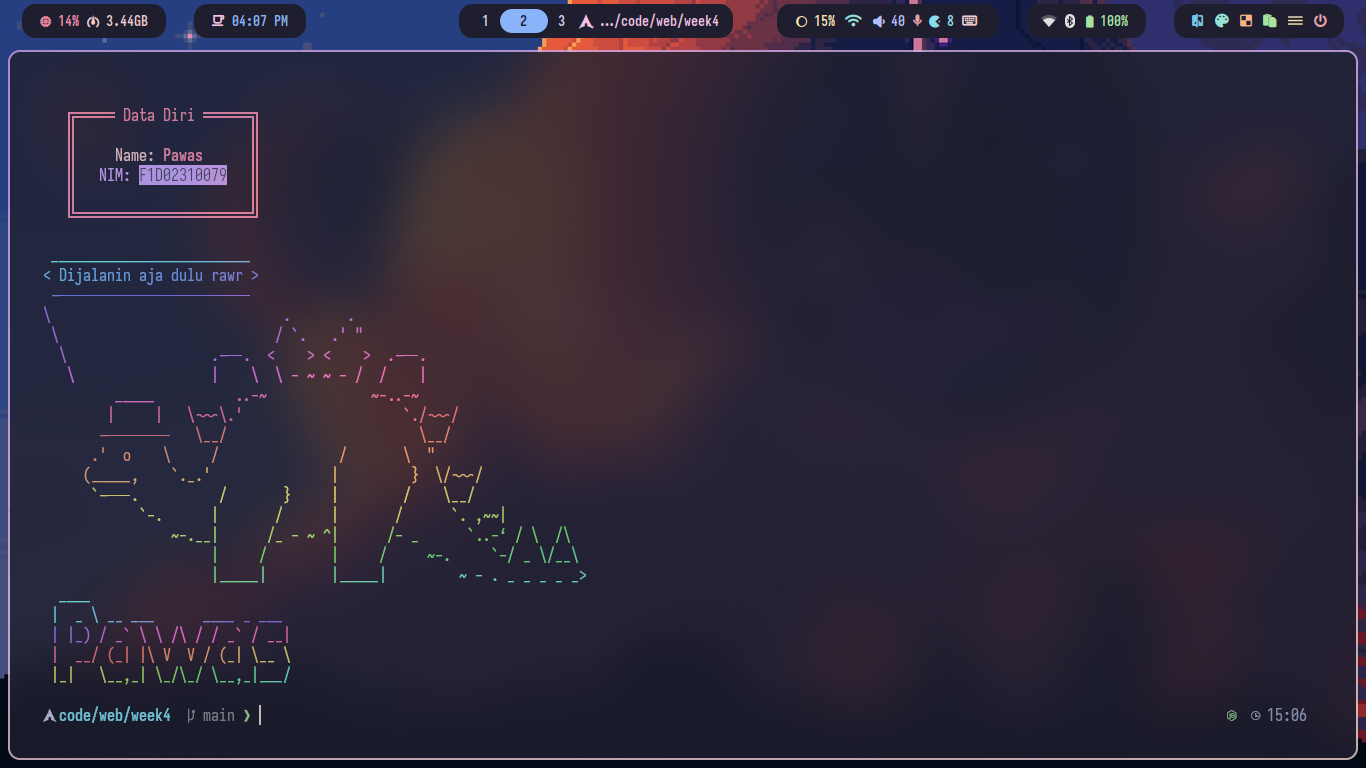 14% 3.44GB
04:07 PM
1 2 3 .../code/web/week4
15% 40 8
100%
Data Diri
Name: Pawas
NIM: F1D02310079
< Dijalanin aja dulu rawr >
Pawas
code/web/week4 main ❯
15:06